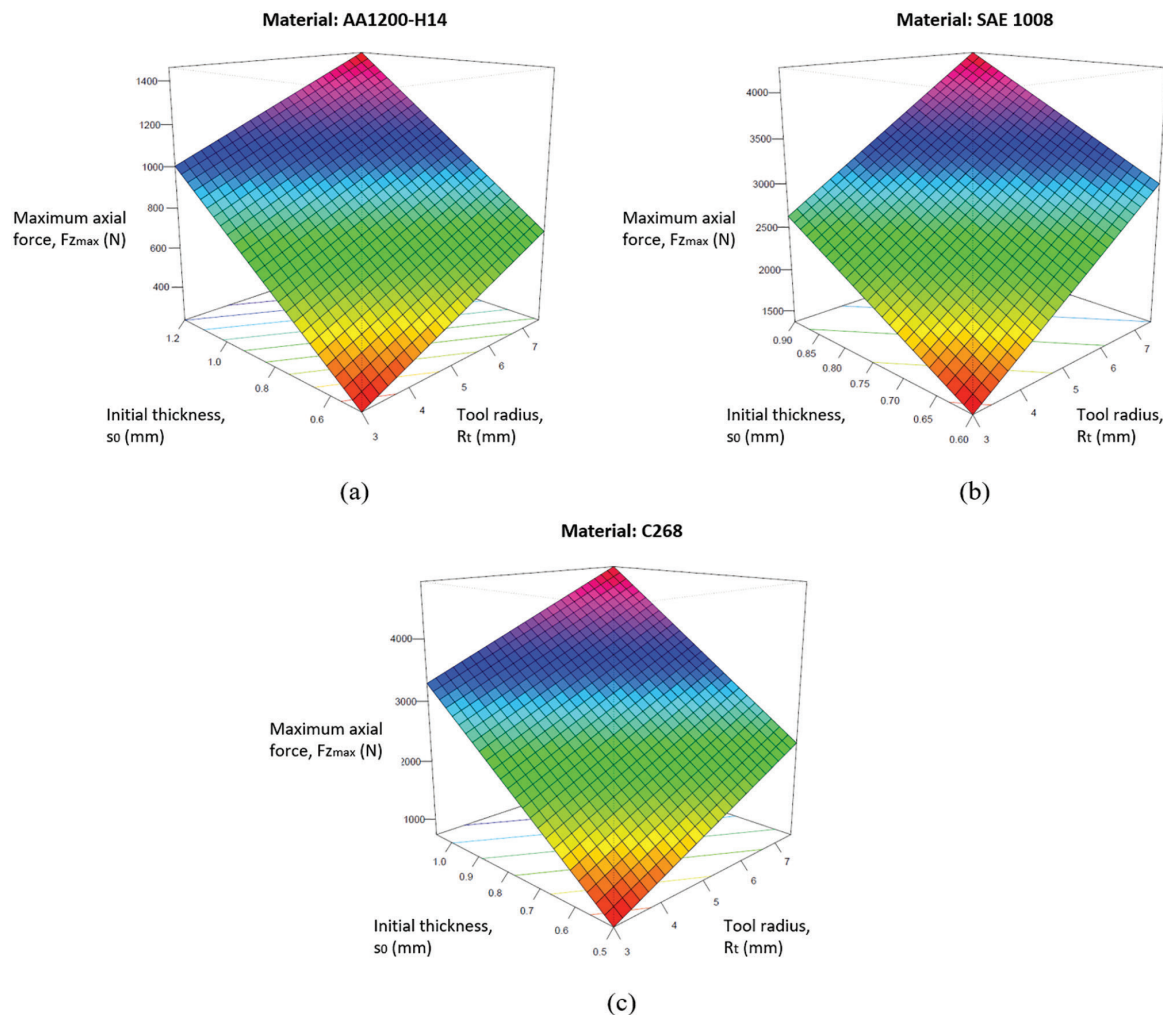 Material: AA1200-H14
1400
1200
1000
800
600
400
Maximum axial
force, Fzmax (N)
1.2
1.0
0.8
0.6
Initial thickness,
s0 (mm)
3
4
5
6
7
Tool radius,
Rt (mm)
(a)
Material: SAE 1008
4000
3500
3000
2500
2000
1500
Maximum axial
force, Fzmax (N)
0.90
0.85
0.80
0.75
0.70
0.65
0.60
Initial thickness,
s0 (mm)
3
4
5
6
7
Tool radius,
Rt (mm)
(b)
Material: C268
4000
3000
2000
1000
Maximum axial
force, Fzmax (N)
1.0
0.9
0.8
0.7
0.6
0.5
Initial thickness,
s0 (mm)
3
4
5
6
7
Tool radius,
Rt (mm)
(c)